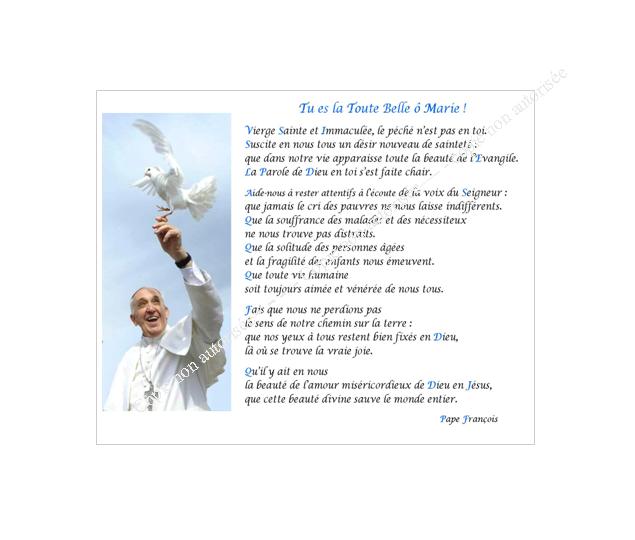 Tu es la Toute Belle ô Marie !
Vierge Sainte et Immaculée, le péché n'est pas en toi.
Suscite en nous tous un désir nouveau de sainteté :
que dans notre vie apparaisse toute la beauté de l'Evangile.
La Parole de Dieu en toi s'est faite chair.
Aide-nous à rester attentifs à l'écoute de la voix du Seigneur :
que jamais le cri des pauvres ne nous laisse indifférents.
Que la souffrance des malades et des nécessiteux
ne nous trouve pas distraits.
Que la solitude des personnes âgées
et la fragilité des enfants nous émeuvent.
Que toute vie humaine
soit toujours aimée et vénérée de nous tous.
Fais que nous ne perdions pas
le sens de notre chemin sur la terre :
que nos yeux à tous restent bien fixés en Dieu,
là où se trouve la vraie joie.
Qu'il y ait en nous
la beauté de l'amour miséricordieux de Dieu en Jésus,
que cette beauté divine sauve le monde entier.
Pape François
non autorisée
non autorisée